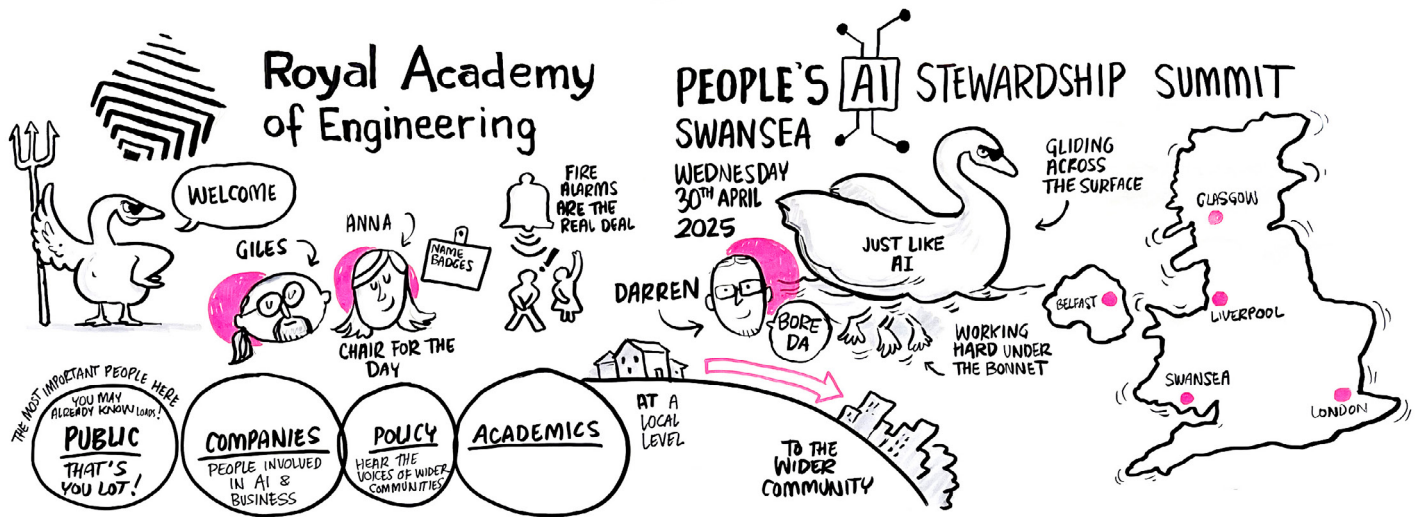 Royal Academy
of Engineering
PEOPLE'S AI STEWARDSHIP SUMMIT
SWANSEA
WEDNESDAY
30TH APRIL
2025
WELCOME
GILES
ANNA
NAME
BADGES
CHAIR FOR THE
DAY
FIRE
ALARMS
ARE THE
REAL DEAL
!
DARREN
BORE
DA
JUST LIKE
AI
GLIDING
ACROSS
THE SURFACE
WORKING
HARD UNDER
THE BONNET
GLASGOW
BELFAST
LIVERPOOL
SWANSEA
LONDON
THE MOST IMPORTANT PEOPLE HERE
YOU MAY
ALREADY KNOW LOADS!
PUBLIC
THAT'S
YOU LOT!
COMPANIES
PEOPLE INVOLVED
IN AI &
BUSINESS
POLICY
HEAR THE
VOICES OF WIDER
COMMUNITIES
ACADEMICS
AT A
LOCAL
LEVEL
TO THE
WIDER
COMMUNITY